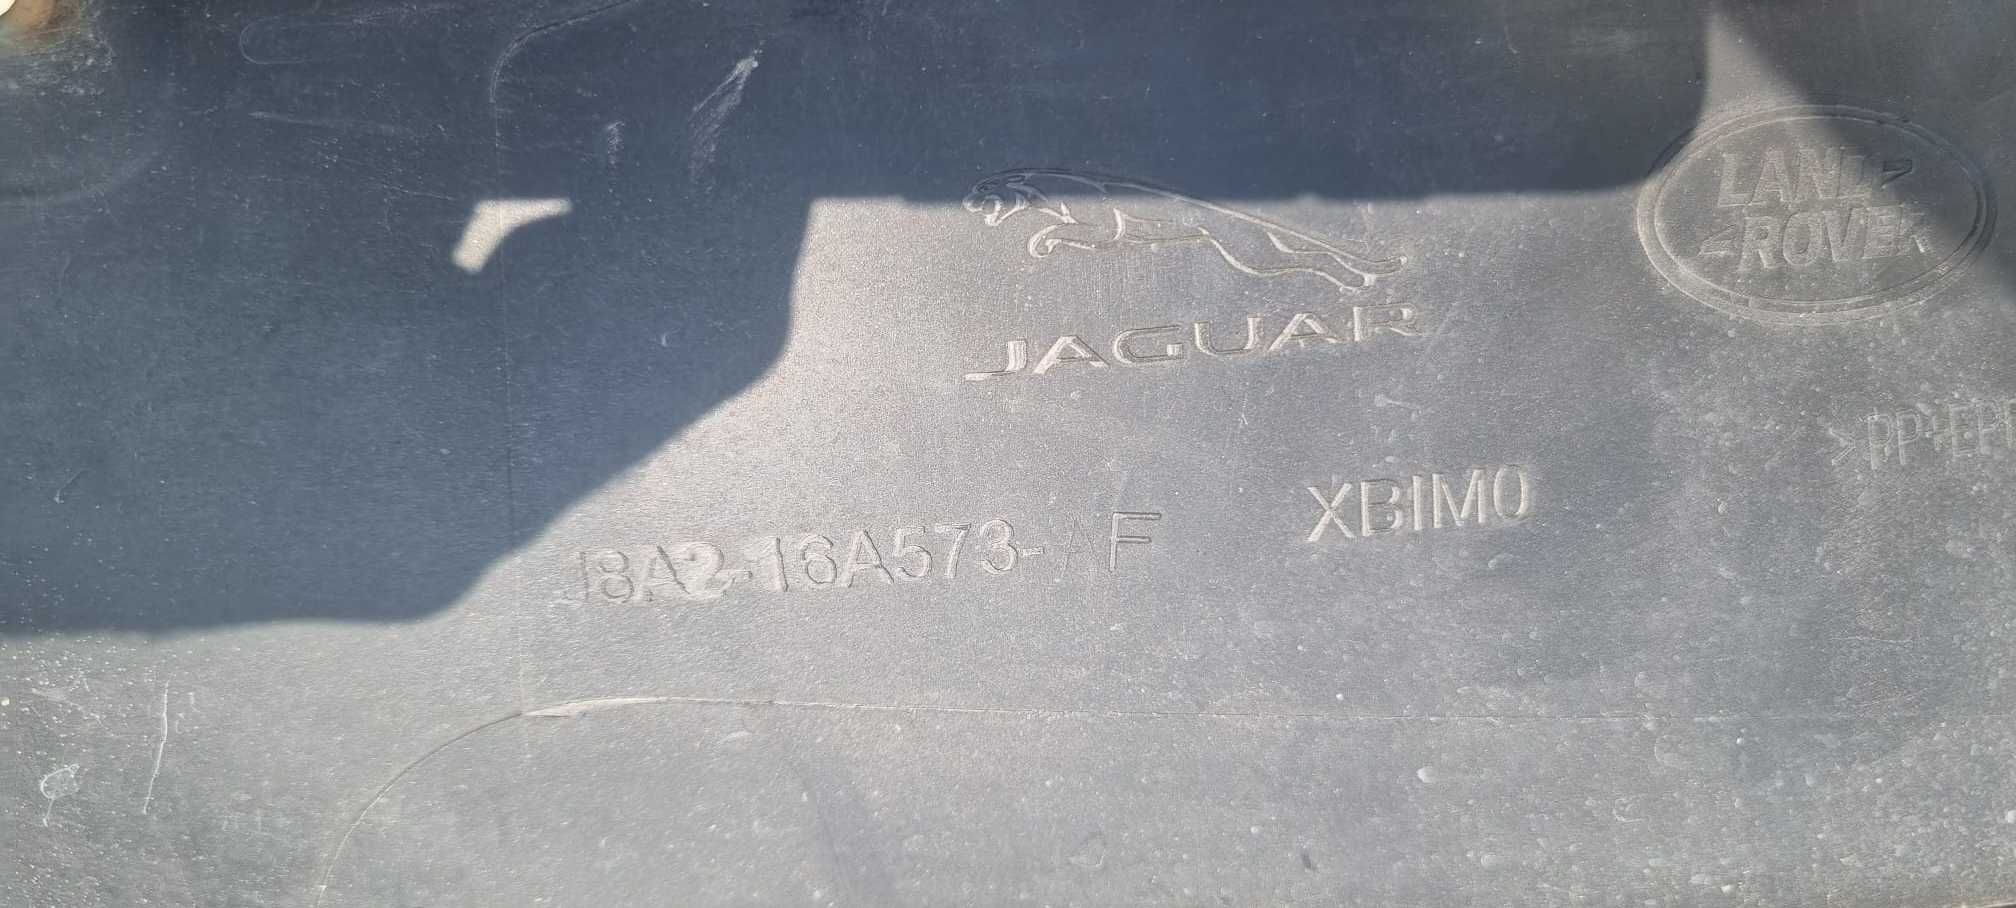 LAND
ROVER
JAGUAR
>PP+EP
XBIM0
J8A2-16A573-AF